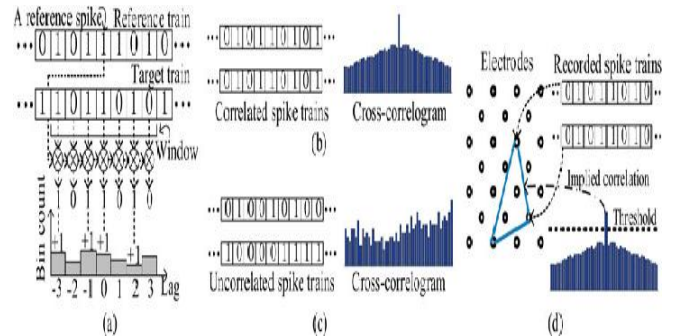 A reference spike Reference train
... 0 1 0 1 1 1 0 1 0 ...
Target train
... 1 1 0 1 1 0 1 0 1 ...
Window
1 0 1 1 0 1 0
+1 +1 +1 +1
Bin count
-3 -2 -1 0 1 2 3 Lag
(a)
... 0 1 0 1 1 0 1 0 1 ...
... 0 1 0 1 1 0 1 0 1 ...
Correlated spike trains Cross-correlogram
(b)
... 0 1 0 0 1 0 1 0 0 ...
... 1 0 0 0 0 1 1 1 1 ...
Uncorrelated spike trains Cross-correlogram
(c)
Electrodes Recorded spike trains
0 1 0 1 1 0 1 0 ...
0 1 0 1 1 0 1 0 ...
Implied correlation
Threshold
(d)